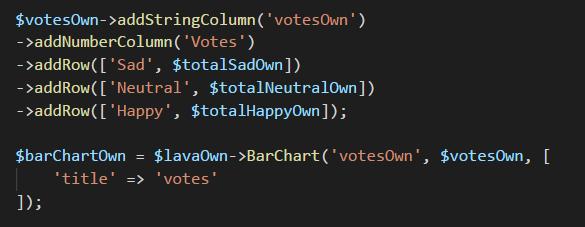 $votesOwn->addStringColumn('votesOwn')
->addNumberColumn('Votes')
->addRow(['Sad', $totalSadOwn])
->addRow(['Neutral', $totalNeutralOwn])
->addRow(['Happy', $totalHappyOwn]);

$barChartOwn = $lavaOwn->BarChart('votesOwn', $votesOwn, [
    'title' => 'votes'
]);